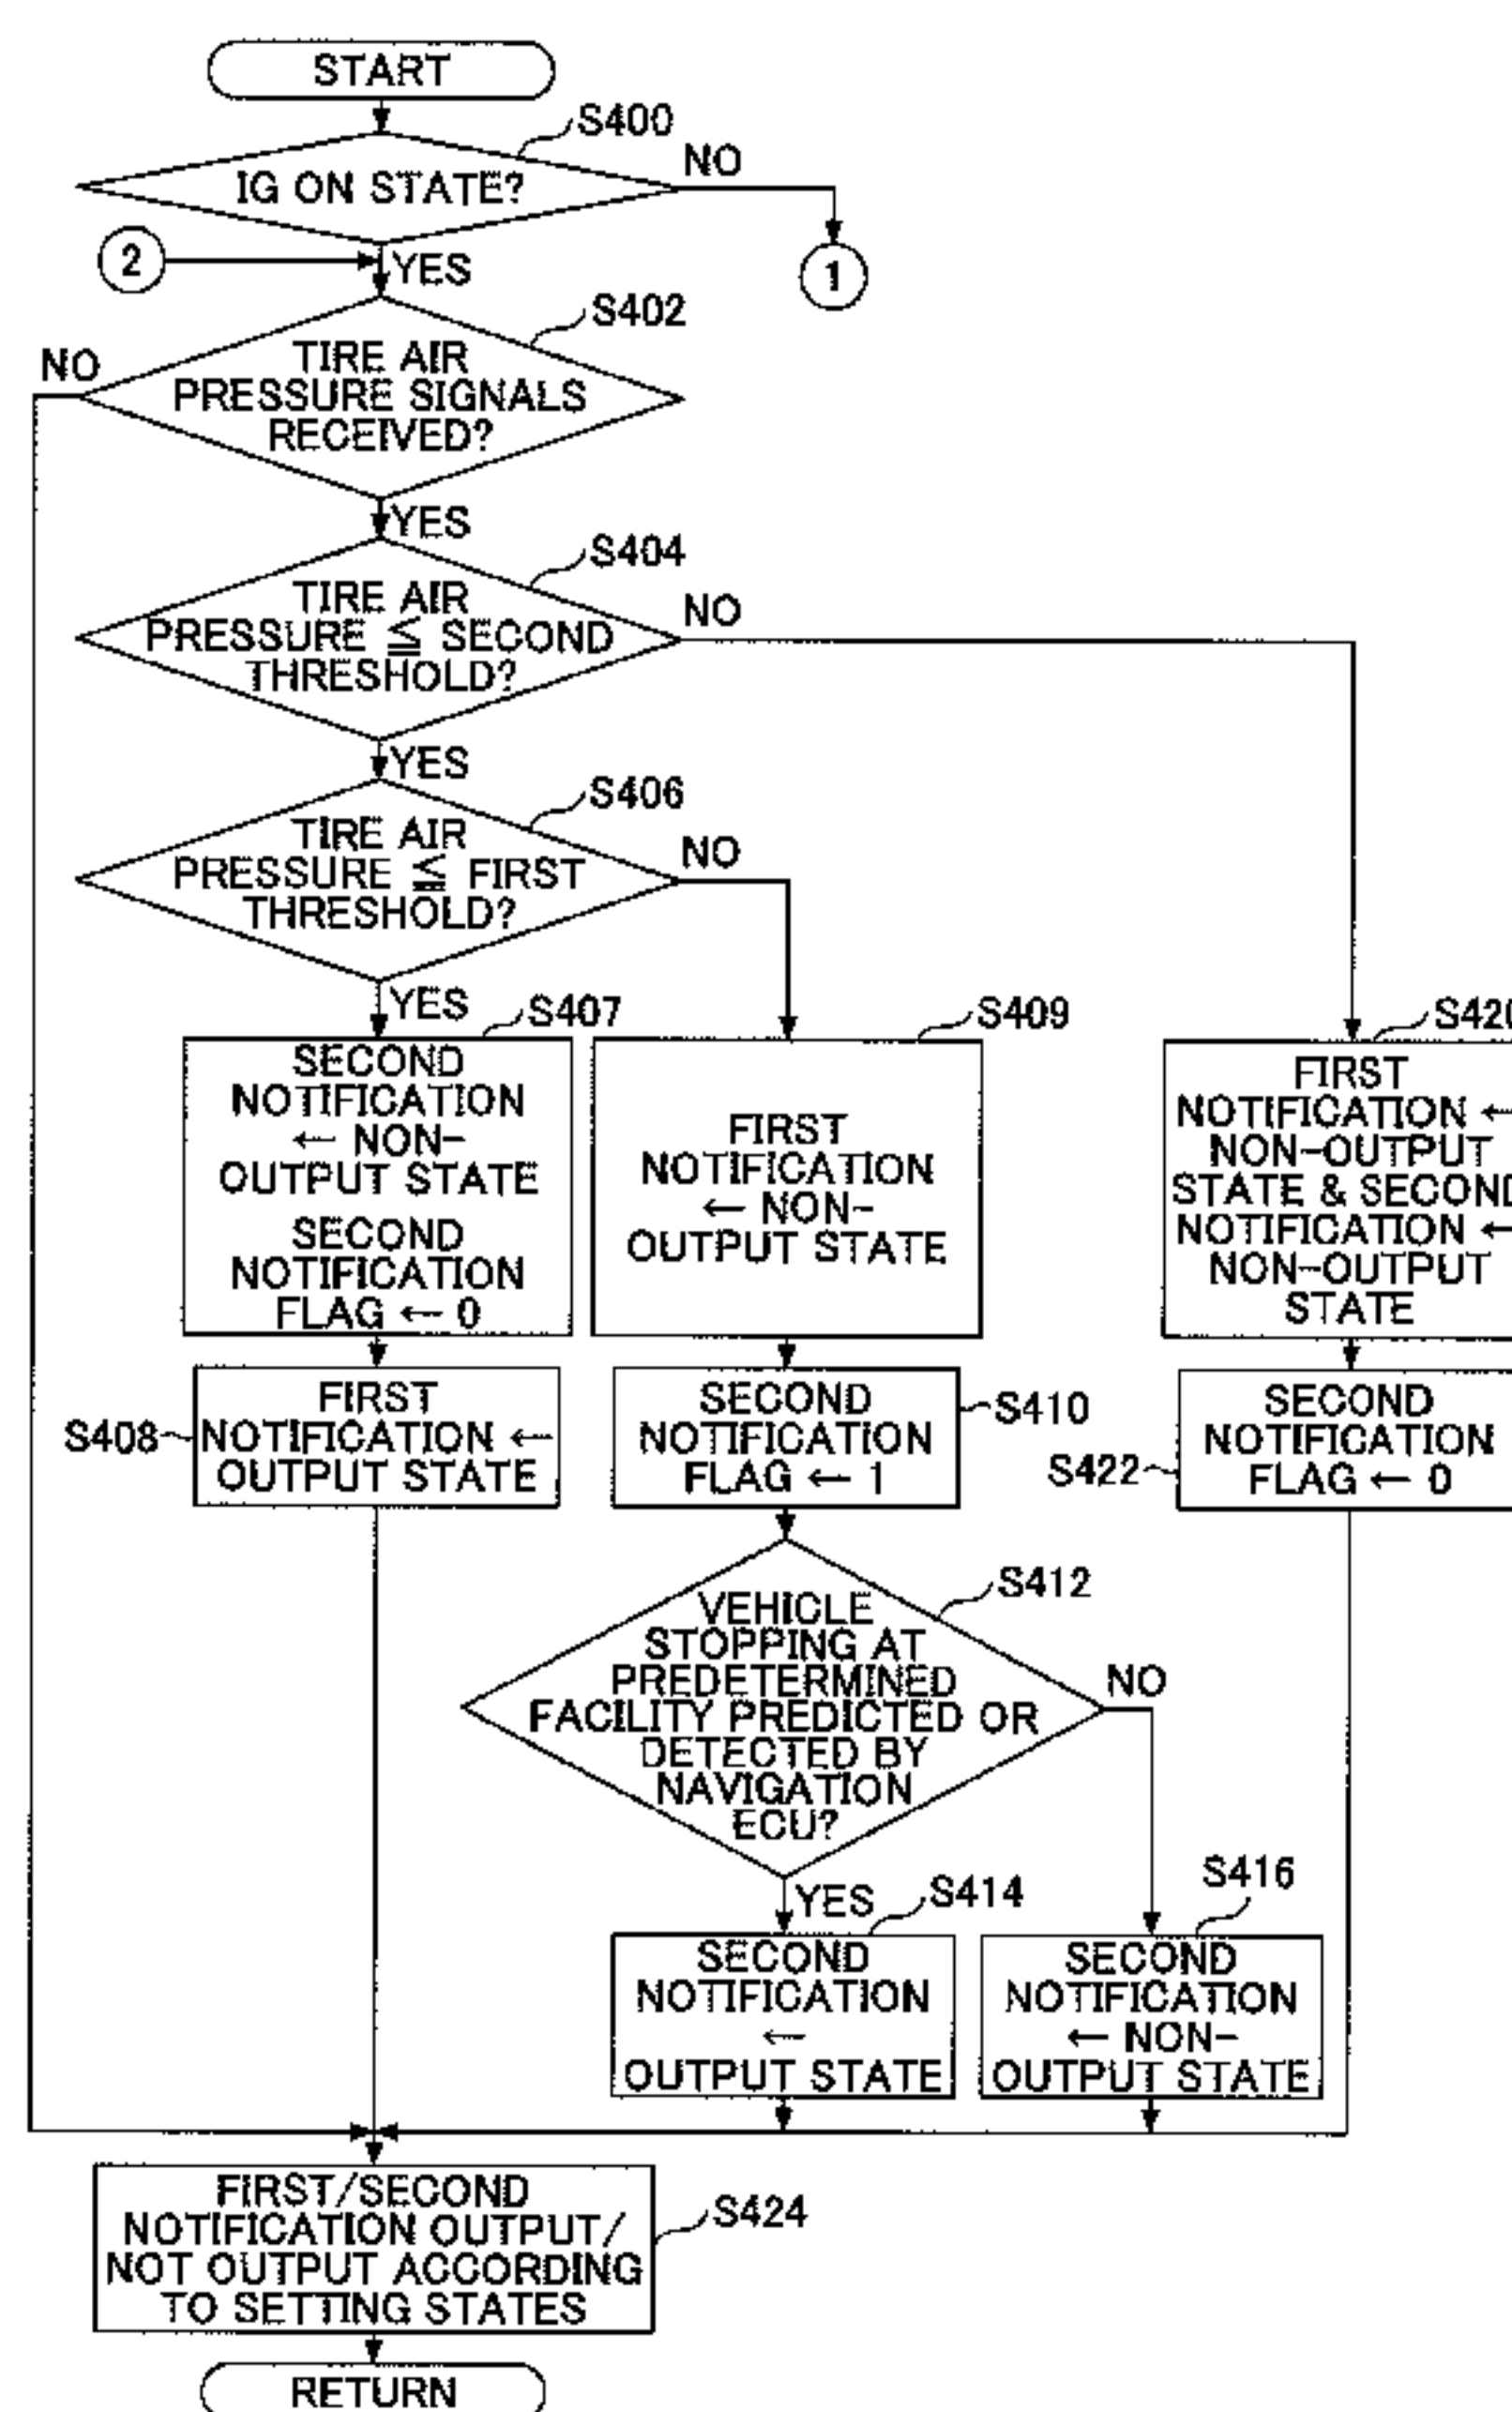 START
S400
IG ON STATE?
NO
1
2
YES
S402
NO
TIRE AIR
PRESSURE SIGNALS
RECEIVED?
YES
S404
TIRE AIR
PRESSURE ≦ SECOND
THRESHOLD?
NO
YES
S406
TIRE AIR
PRESSURE ≦ FIRST
THRESHOLD?
NO
YES
S407
SECOND
NOTIFICATION
← NON-
OUTPUT STATE
SECOND
NOTIFICATION
FLAG ← 0
S409
FIRST
NOTIFICATION
← NON-
OUTPUT STATE
S420
FIRST
NOTIFICATION ←
NON-OUTPUT
STATE & SECOND
NOTIFICATION ←
NON-OUTPUT
STATE
S408
FIRST
NOTIFICATION ←
OUTPUT STATE
SECOND
NOTIFICATION
FLAG ← 1
S410
S422
SECOND
NOTIFICATION
FLAG ← 0
S412
VEHICLE
STOPPING AT
PREDETERMINED
FACILITY PREDICTED OR
DETECTED BY
NAVIGATION
ECU?
NO
YES
S414
SECOND
NOTIFICATION
←
OUTPUT STATE
S416
SECOND
NOTIFICATION
← NON-
OUTPUT STATE
FIRST/SECOND
NOTIFICATION OUTPUT/
NOT OUTPUT ACCORDING
TO SETTING STATES
S424
RETURN